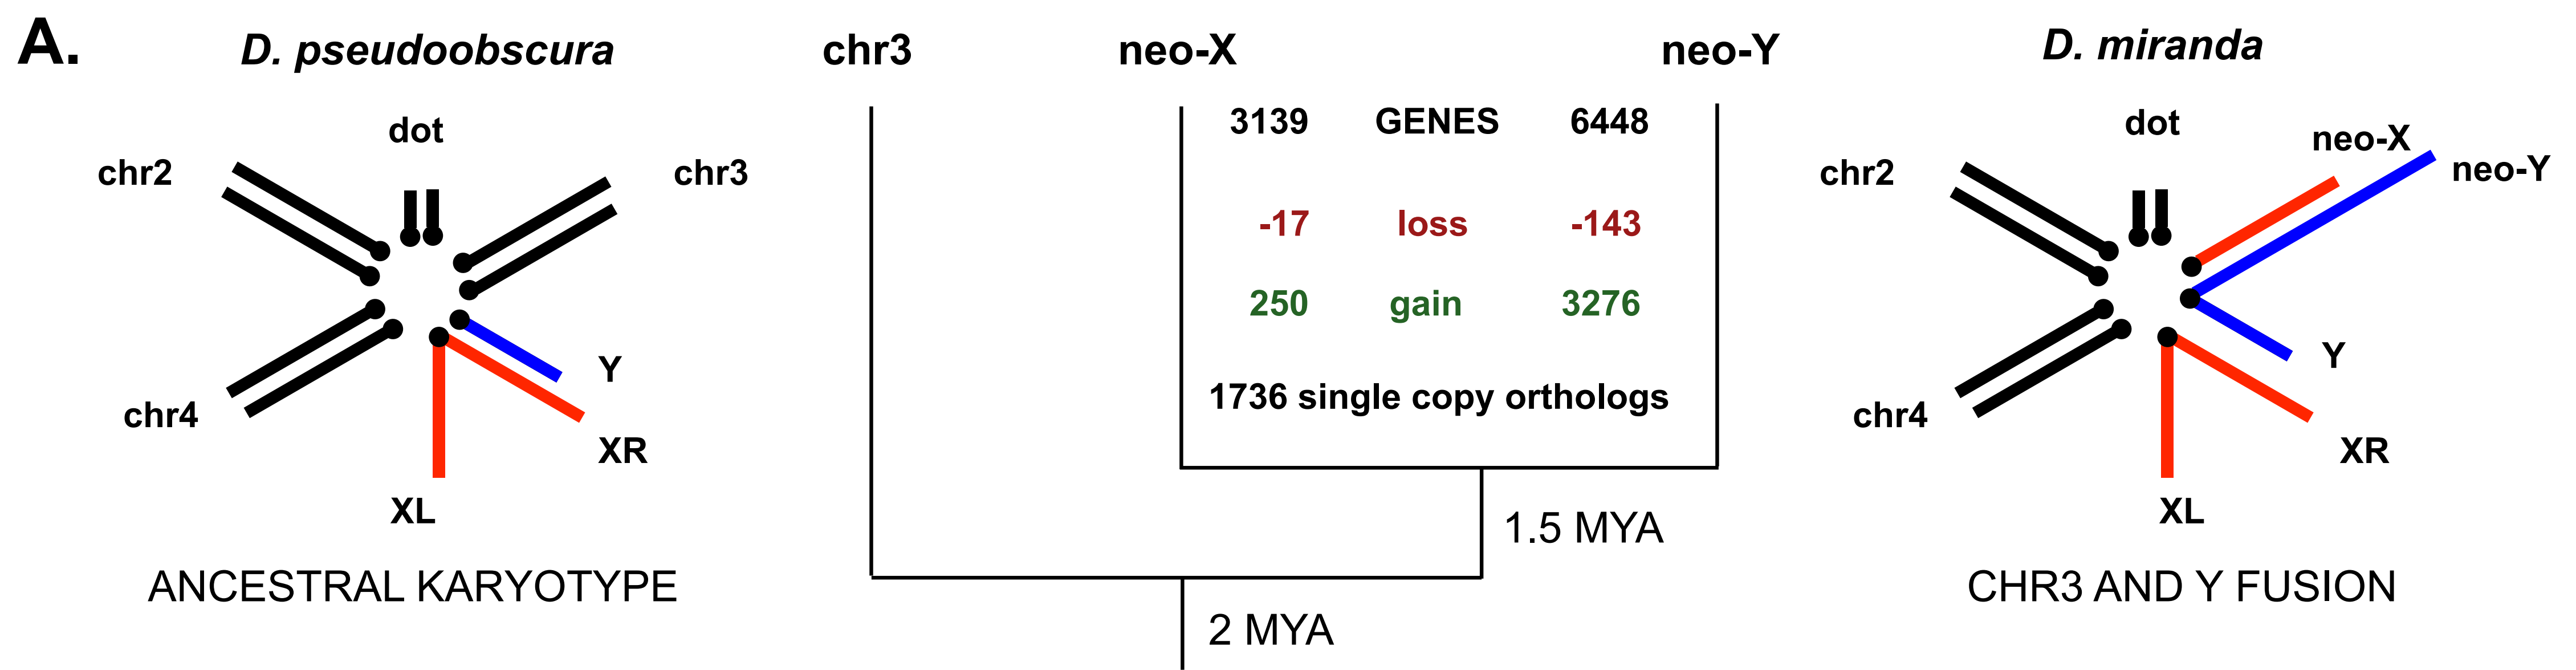 A.
D. pseudoobscura
chr3
neo-X
neo-Y
D. miranda
dot
chr2
chr3
chr4
Y
XR
XL
ANCESTRAL KARYOTYPE
3139 GENES 6448
-17 loss -143
250 gain 3276
1736 single copy orthologs
1.5 MYA
2 MYA
dot
neo-X
neo-Y
chr2
chr4
Y
XR
XL
CHR3 AND Y FUSION